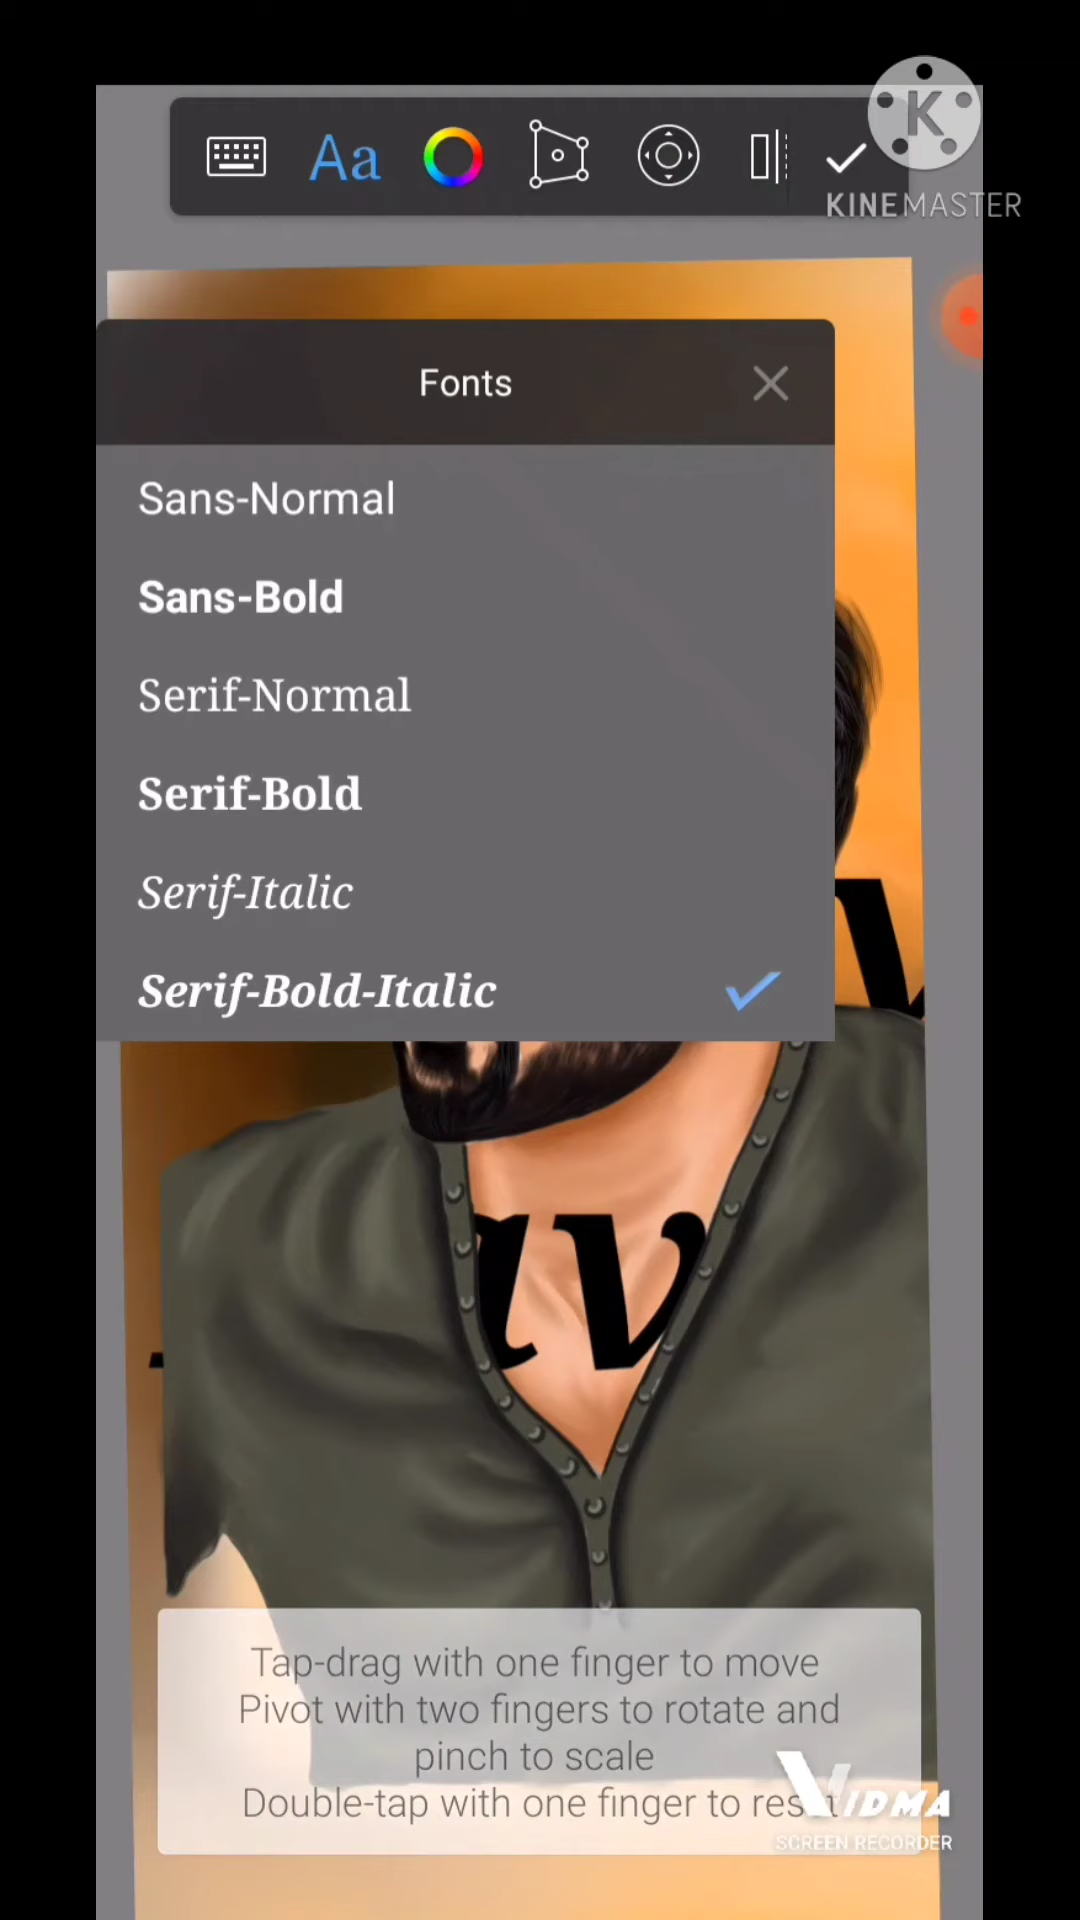 Aa
K
KINEMASTER
Fonts
Sans-Normal
Sans-Bold
Serif-Normal
Serif-Bold
Serif-Italic
Serif-Bold-Italic
av
Tap-drag with one finger to move
Pivot with two fingers to rotate and
pinch to scale
Double-tap with one finger to reset
VIDMA
SCREEN RECORDER